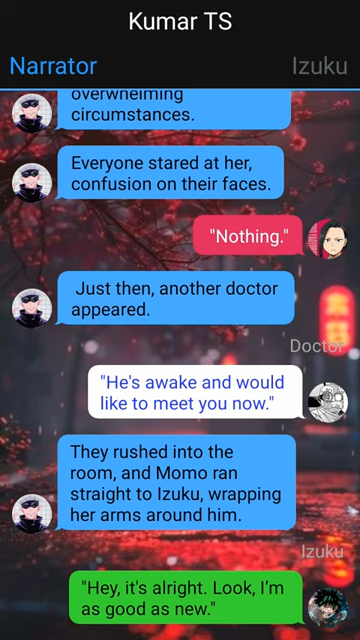 Kumar TS
Narrator
Izuku
overwhelming
circumstances.
Everyone stared at her,
confusion on their faces.
"Nothing."
Just then, another doctor
appeared.
Doctor
"He's awake and would
like to meet you now."
They rushed into the
room, and Momo ran
straight to Izuku, wrapping
her arms around him.
Izuku
"Hey, it's alright. Look, I’m
as good as new."